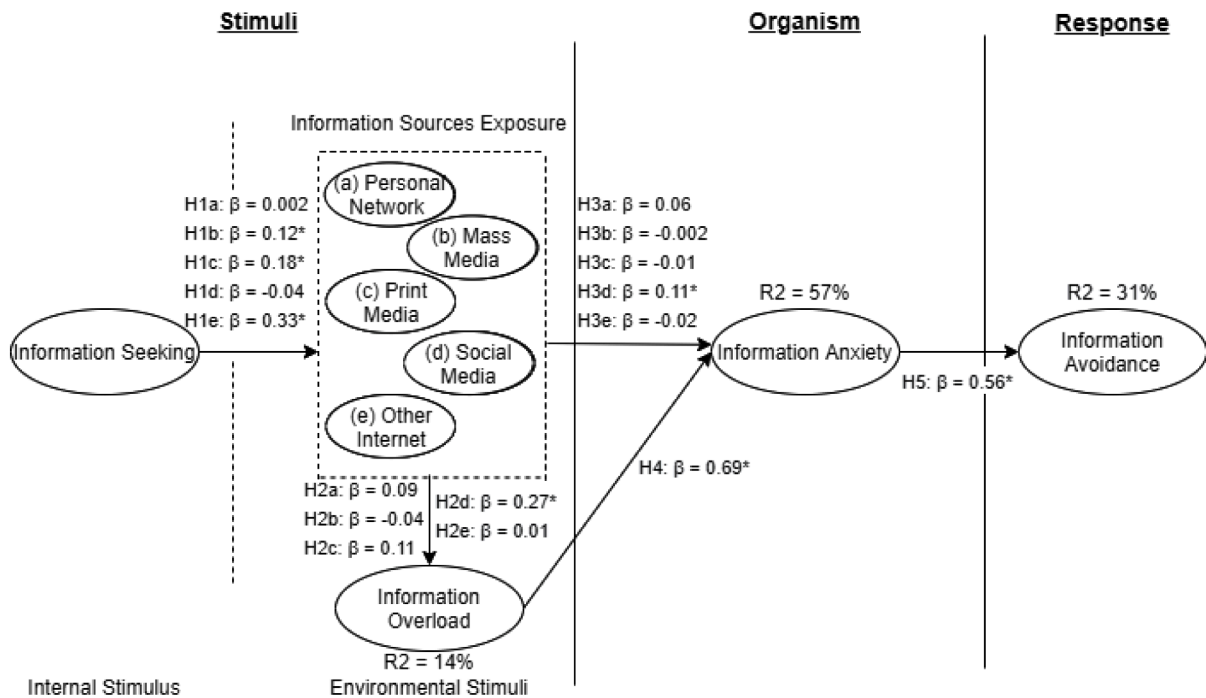 Stimuli
Organism
Response
Information Sources Exposure
(a) Personal
Network
(b) Mass
Media
(c) Print
Media
(d) Social
Media
(e) Other
Internet
H1a: β = 0.002
H1b: β = 0.12*
H1c: β = 0.18*
H1d: β = -0.04
H1e: β = 0.33*
Information Seeking
H3a: β = 0.06
H3b: β = -0.002
H3c: β = -0.01
H3d: β = 0.11*
H3e: β = -0.02
R2 = 57%
Information Anxiety
R2 = 31%
Information
Avoidance
H5: β = 0.56*
H4: β = 0.69*
H2a: β = 0.09
H2b: β = -0.04
H2c: β = 0.11
H2d: β = 0.27*
H2e: β = 0.01
Information
Overload
R2 = 14%
Internal Stimulus
Environmental Stimuli